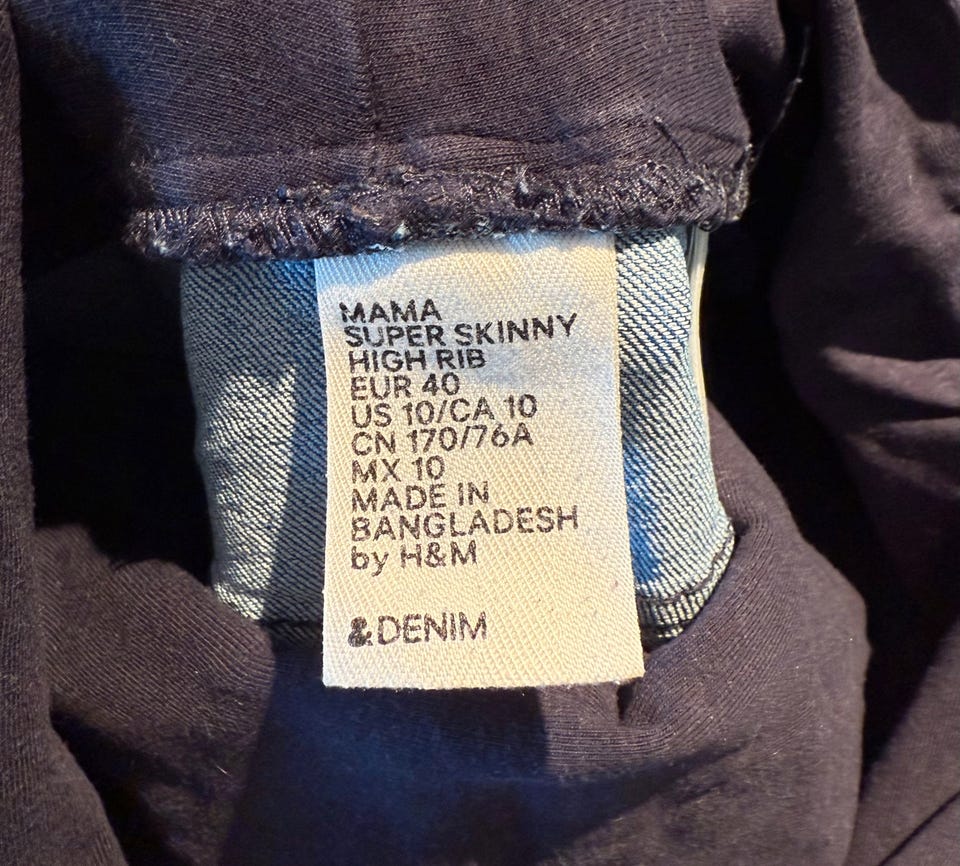 MAMA
SUPER SKINNY
HIGH RIB
EUR 40
US 10/CA 10
CN 170/76A
MX 10
MADE IN
BANGLADESH
by H&M
&DENIM